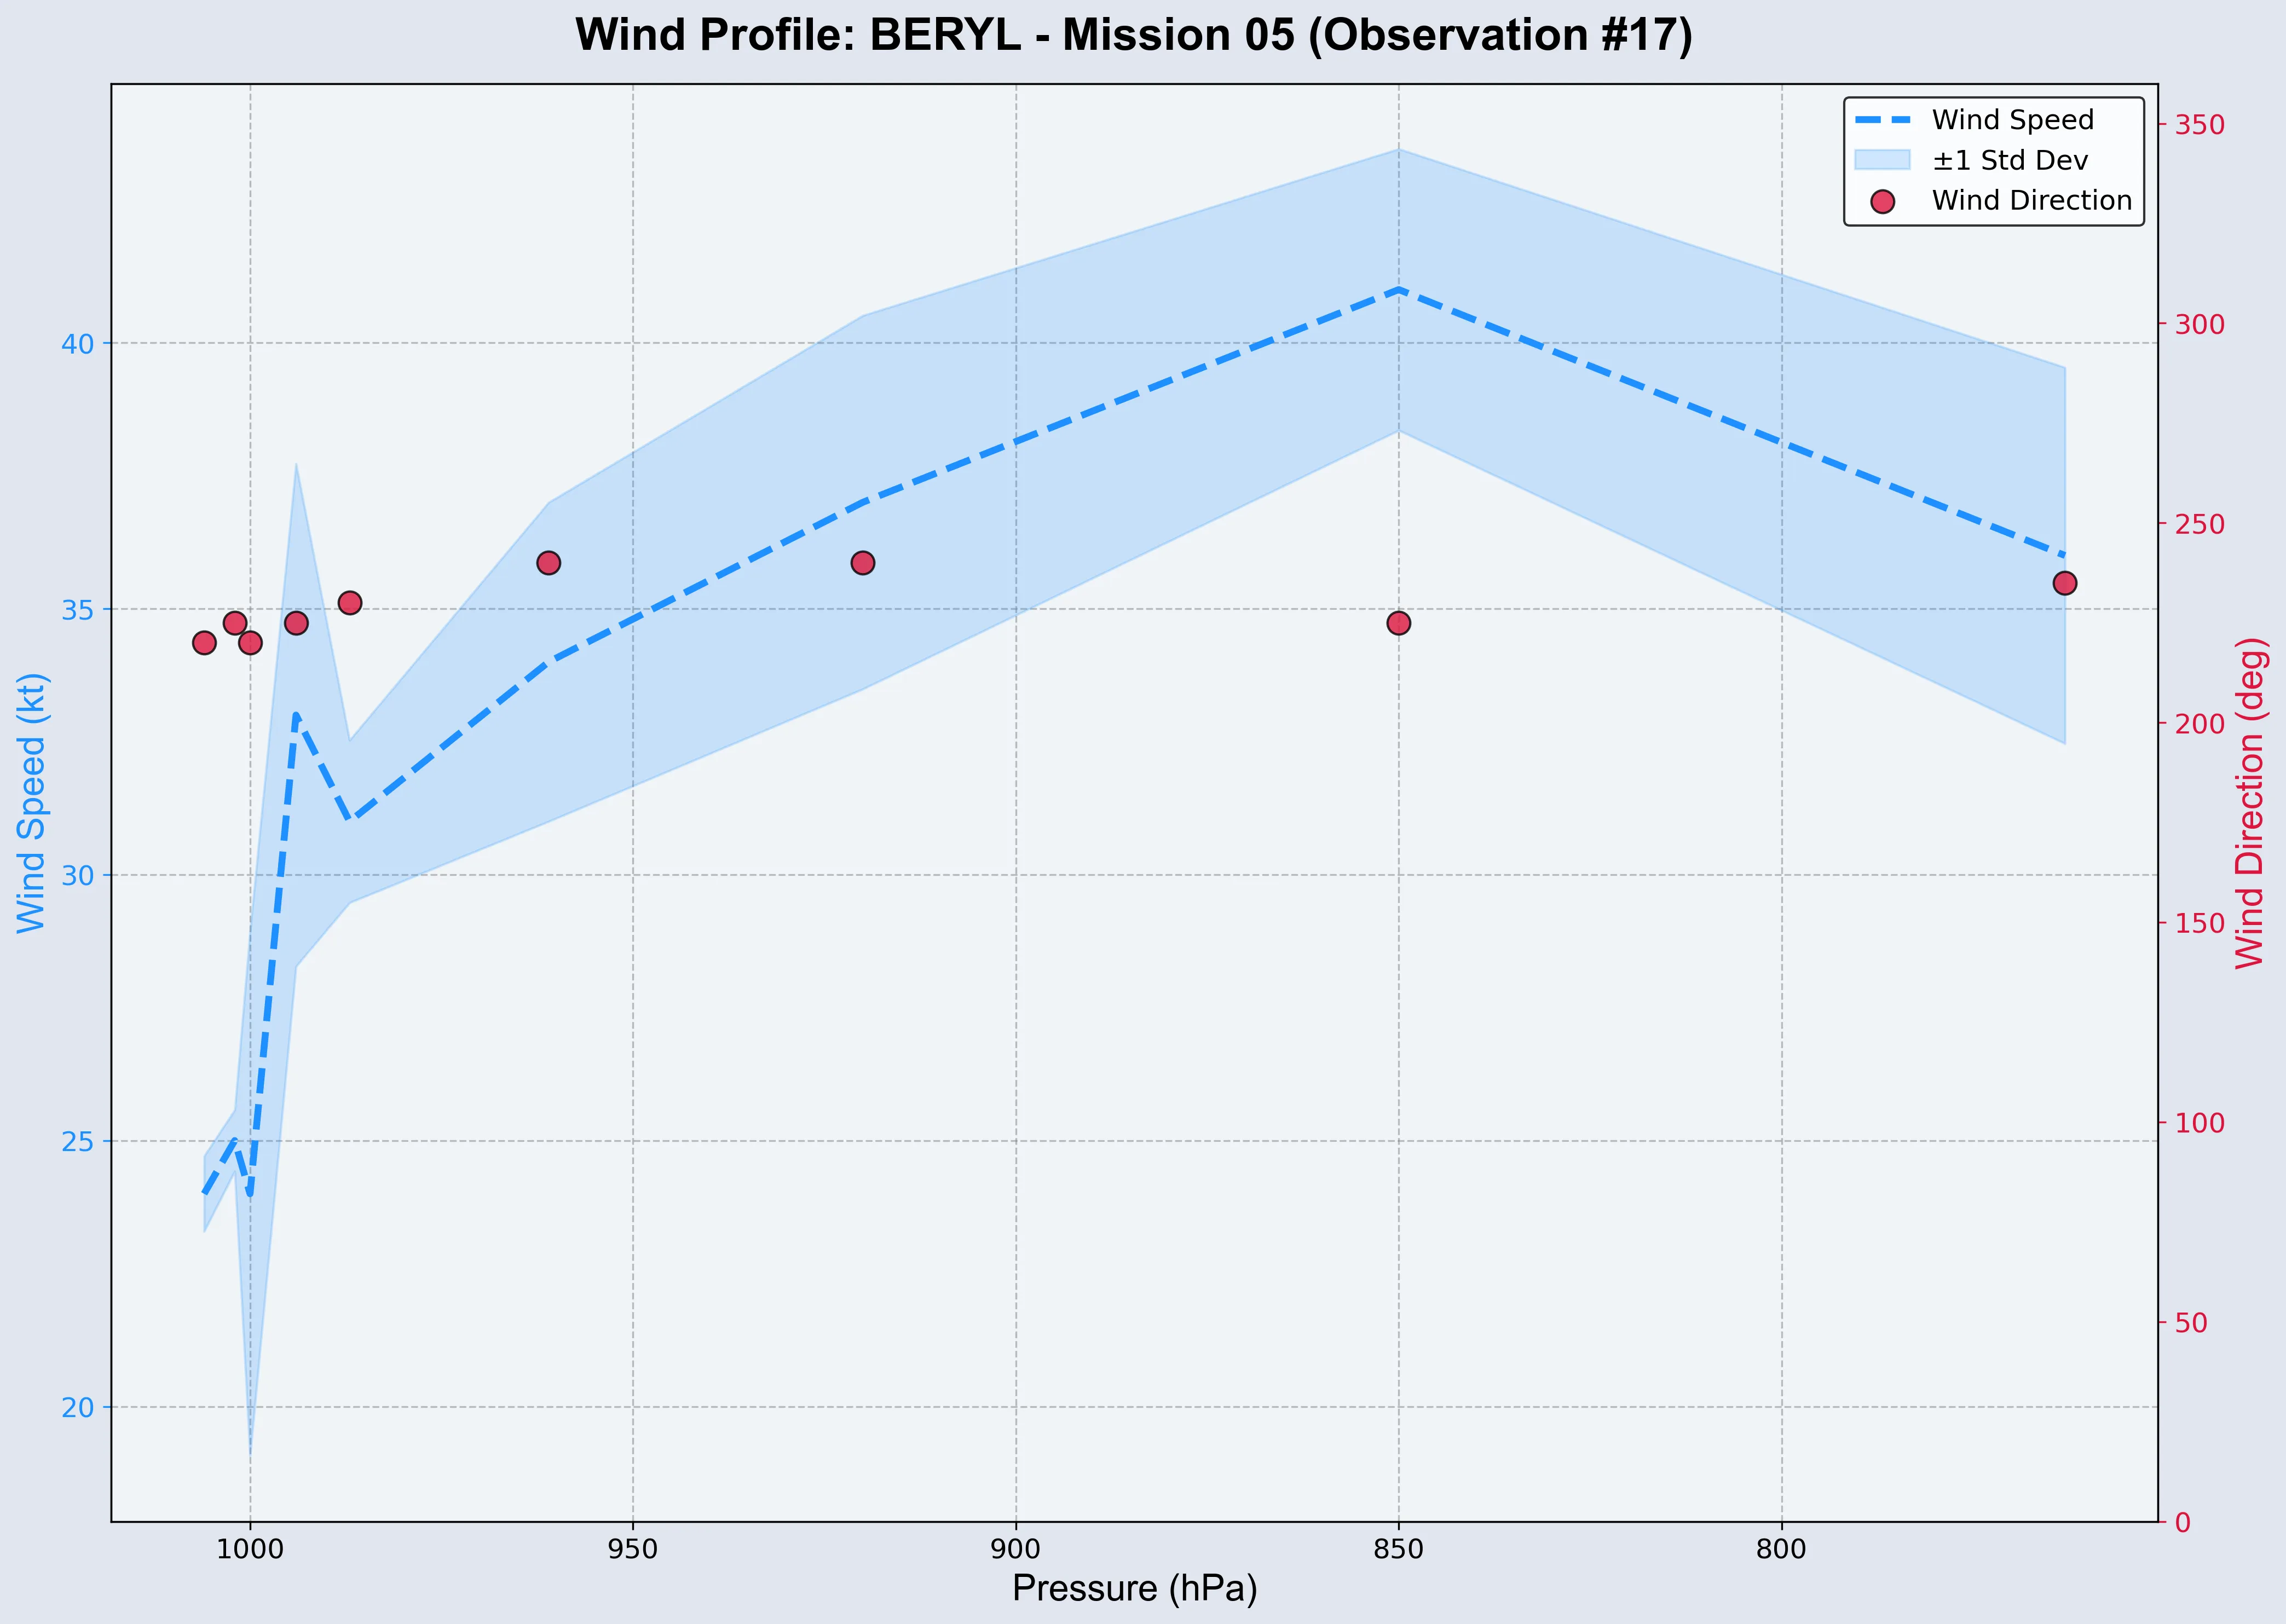 Wind Profile: BERYL - Mission 05 (Observation #17)
Wind Speed
±1 Std Dev
Wind Direction
Wind Speed (kt)
40
35
30
25
20
350
300
250
200
150
100
50
0
Wind Direction (deg)
1000
950
900
850
800
Pressure (hPa)